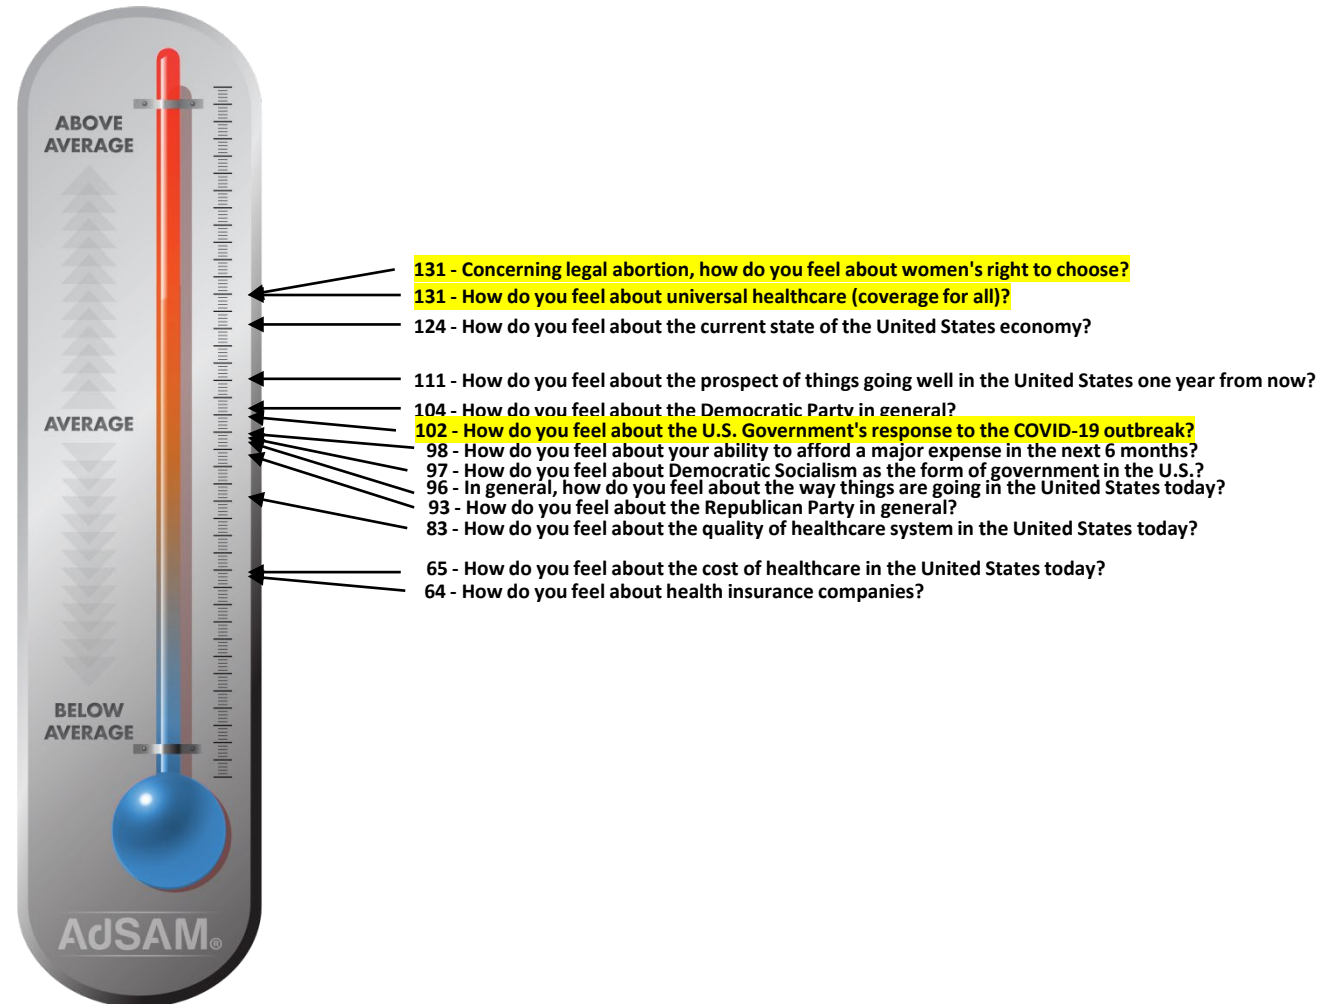 ABOVE
AVERAGE
131 - Concerning legal abortion, how do you feel about women's right to choose?
131 - How do you feel about universal healthcare (coverage for all)?
124 - How do you feel about the current state of the United States economy?
111 - How do you feel about the prospect of things going well in the United States one year from now?
104 - How do you feel about the Democratic Party in general?
AVERAGE
102 - How do you feel about the U.S. Government's response to the COVID-19 outbreak?
98 - How do you feel about your ability to afford a major expense in the next 6 months?
97 - How do you feel about Democratic Socialism as the form of government in the U.S.?
96 - In general, how do you feel about the way things are going in the United States today?
93 - How do you feel about the Republican Party in general?
83 - How do you feel about the quality of healthcare system in the United States today?
65 - How do you feel about the cost of healthcare in the United States today?
64 - How do you feel about health insurance companies?
BELOW
AVERAGE
AdSAM®